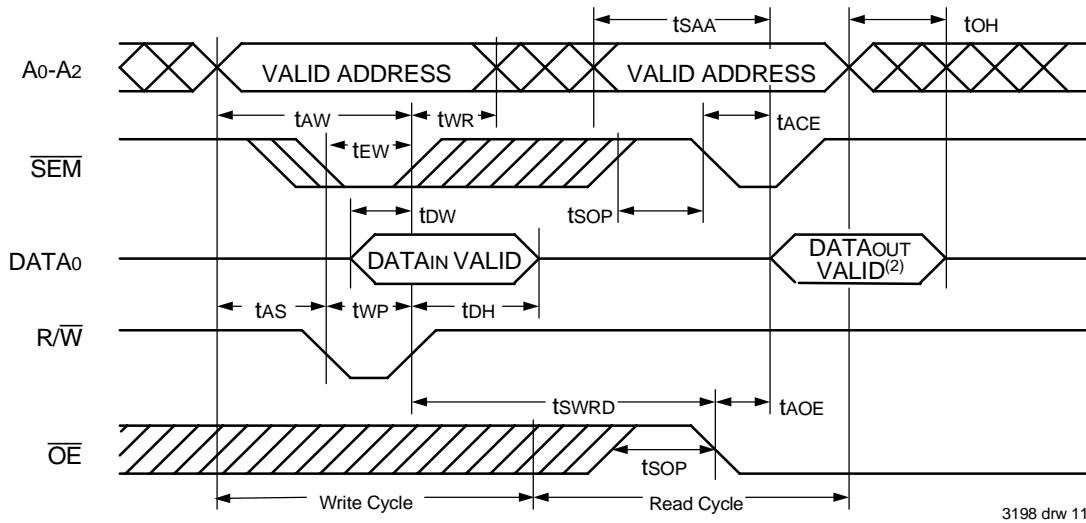 tSAA
tOH
A0-A2
VALID ADDRESS
VALID ADDRESS
tAW
tWR
tACE
tEW
SEM
tDW
tSOP
DATA0
DATAIN VALID
DATAOUT
VALID(2)
tAS
tWP
tDH
R/W
tSWRD
tAOE
OE
tSOP
Write Cycle
Read Cycle
3198 drw 11